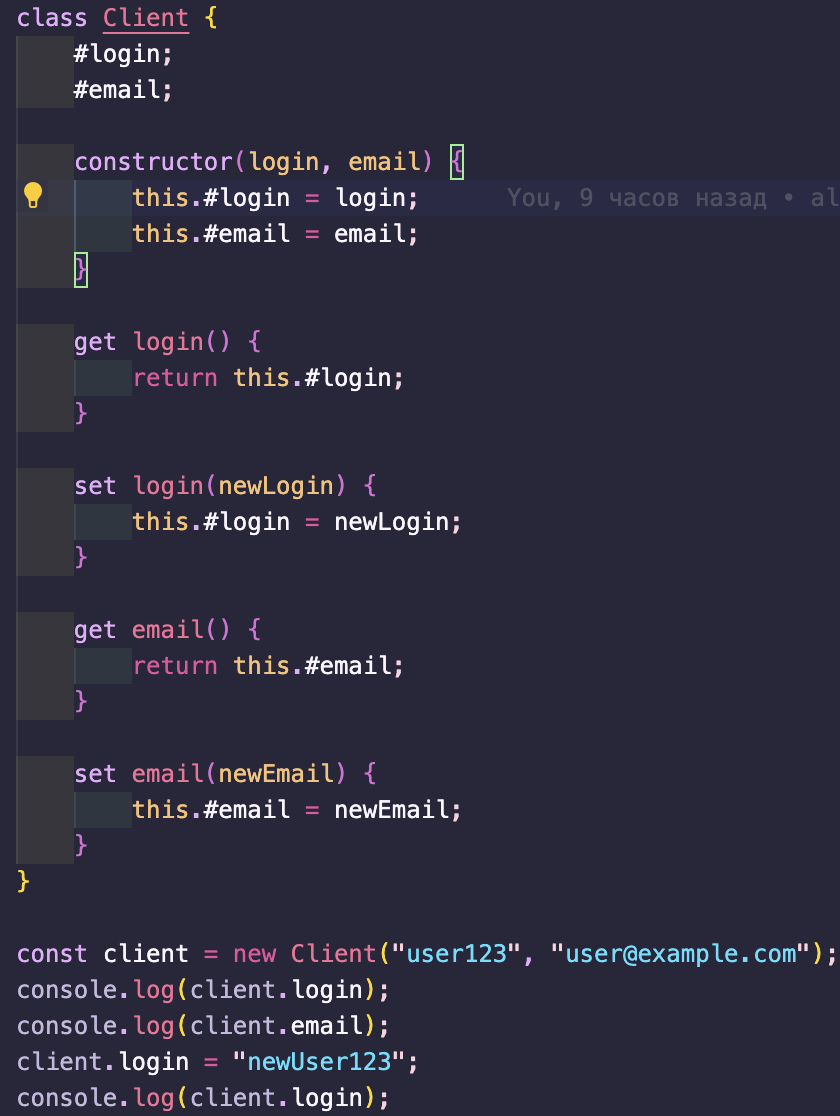 class Client {
    #login;
    #email;

    constructor(login, email) {
        this.#login = login;      You, 9 часов назад • al
        this.#email = email;
    }

    get login() {
        return this.#login;
    }

    set login(newLogin) {
        this.#login = newLogin;
    }

    get email() {
        return this.#email;
    }

    set email(newEmail) {
        this.#email = newEmail;
    }
}

const client = new Client("user123", "user@example.com");
console.log(client.login);
console.log(client.email);
client.login = "newUser123";
console.log(client.login);